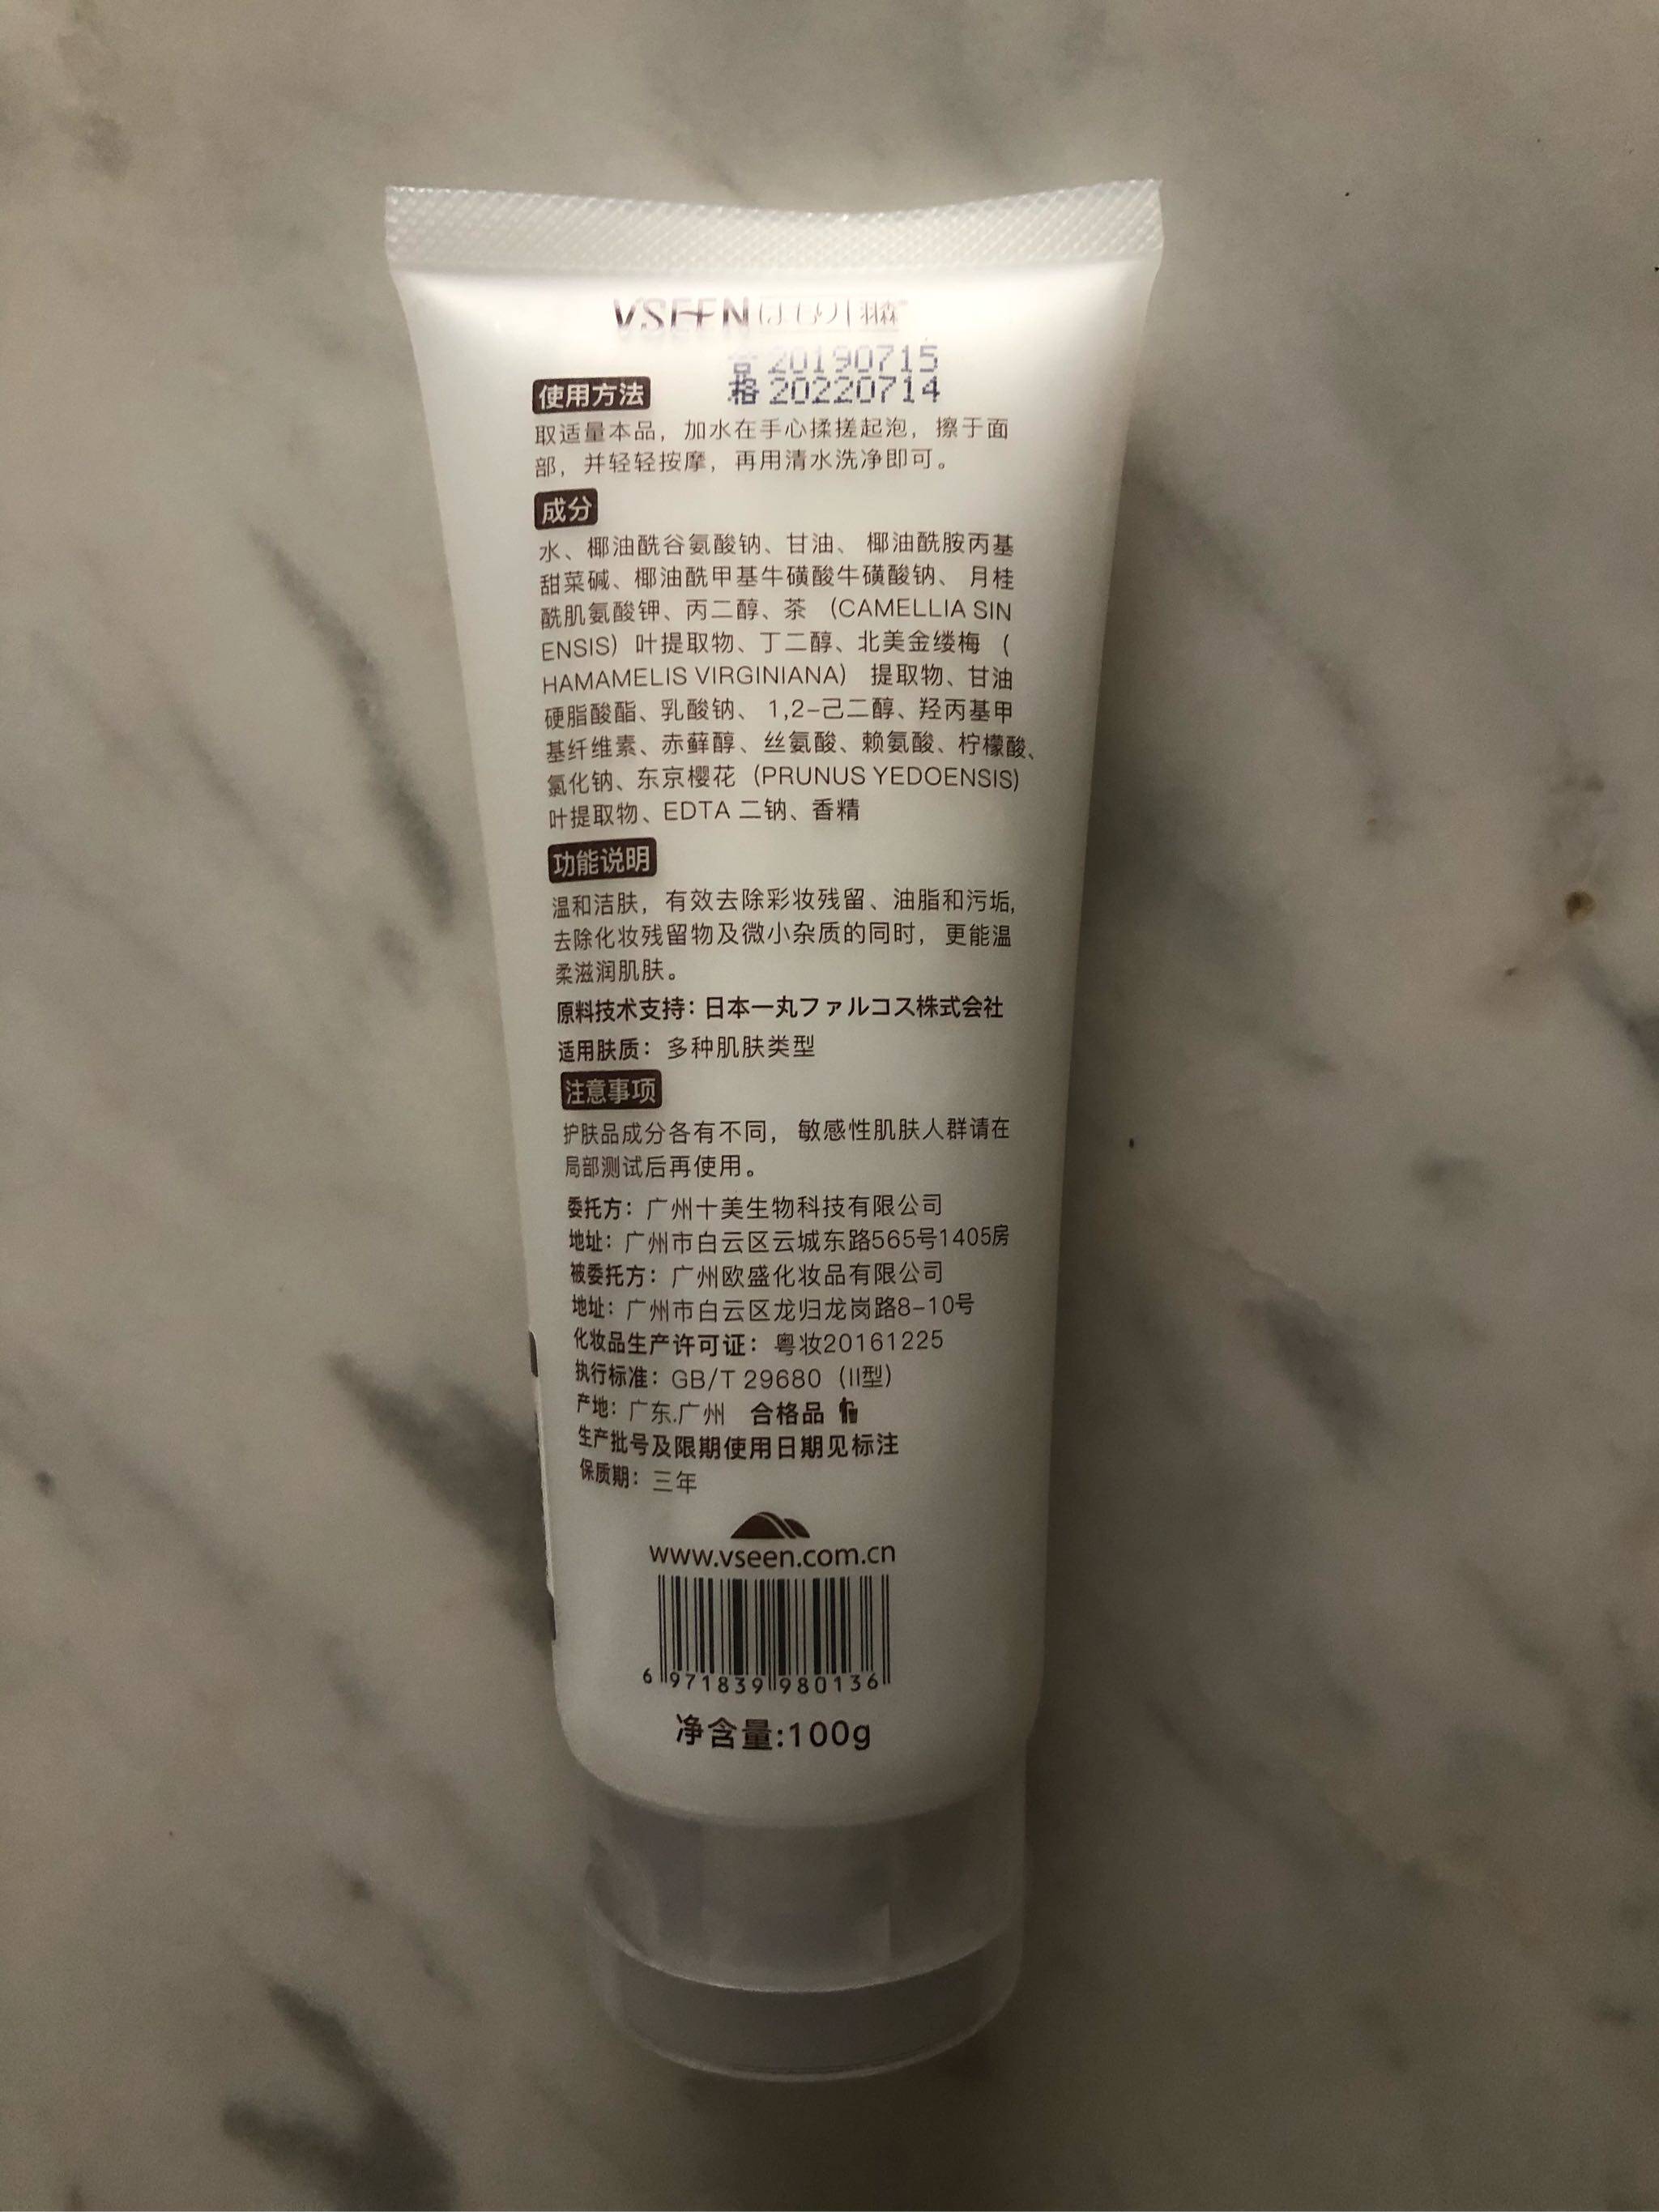 VSEEN
合 20190715
格 20220714
使用方法
取适量本品，加水在手心揉搓起泡，擦于面
部，并轻轻按摩，再用清水洗净即可。
成分
水、椰油酰谷氨酸钠、甘油、 椰油酰胺丙基
甜菜碱、椰油酰甲基牛磺酸牛磺酸钠、 月桂
酰肌氨酸钾、丙二醇、茶 （CAMELLIA SIN
ENSIS）叶提取物、丁二醇、北美金缕梅 （
HAMAMELIS VIRGINIANA） 提取物、甘油
硬脂酸酯、乳酸钠、 1,2-己二醇、羟丙基甲
基纤维素、赤藓醇、丝氨酸、赖氨酸、柠檬酸、
氯化钠、东京樱花（PRUNUS YEDOENSIS）
叶提取物、EDTA 二钠、香精
功能说明
温和洁肤，有效去除彩妆残留、油脂和污垢,
去除化妆残留物及微小杂质的同时，更能温
柔滋润肌肤。
原料技术支持：日本一丸ファルコス株式会社
适用肤质：多种肌肤类型
注意事项
护肤品成分各有不同，敏感性肌肤人群请在
局部测试后再使用。
委托方：广州十美生物科技有限公司
地址：广州市白云区云城东路565号1405房
被委托方：广州欧盛化妆品有限公司
地址：广州市白云区龙归龙岗路8-10号
化妆品生产许可证：粤妆20161225
执行标准：GB/T 29680（II型）
产地：广东.广州 合格品
生产批号及限期使用日期见标注
保质期：三年
www.vseen.com.cn
6 971839 980136
净含量:100g